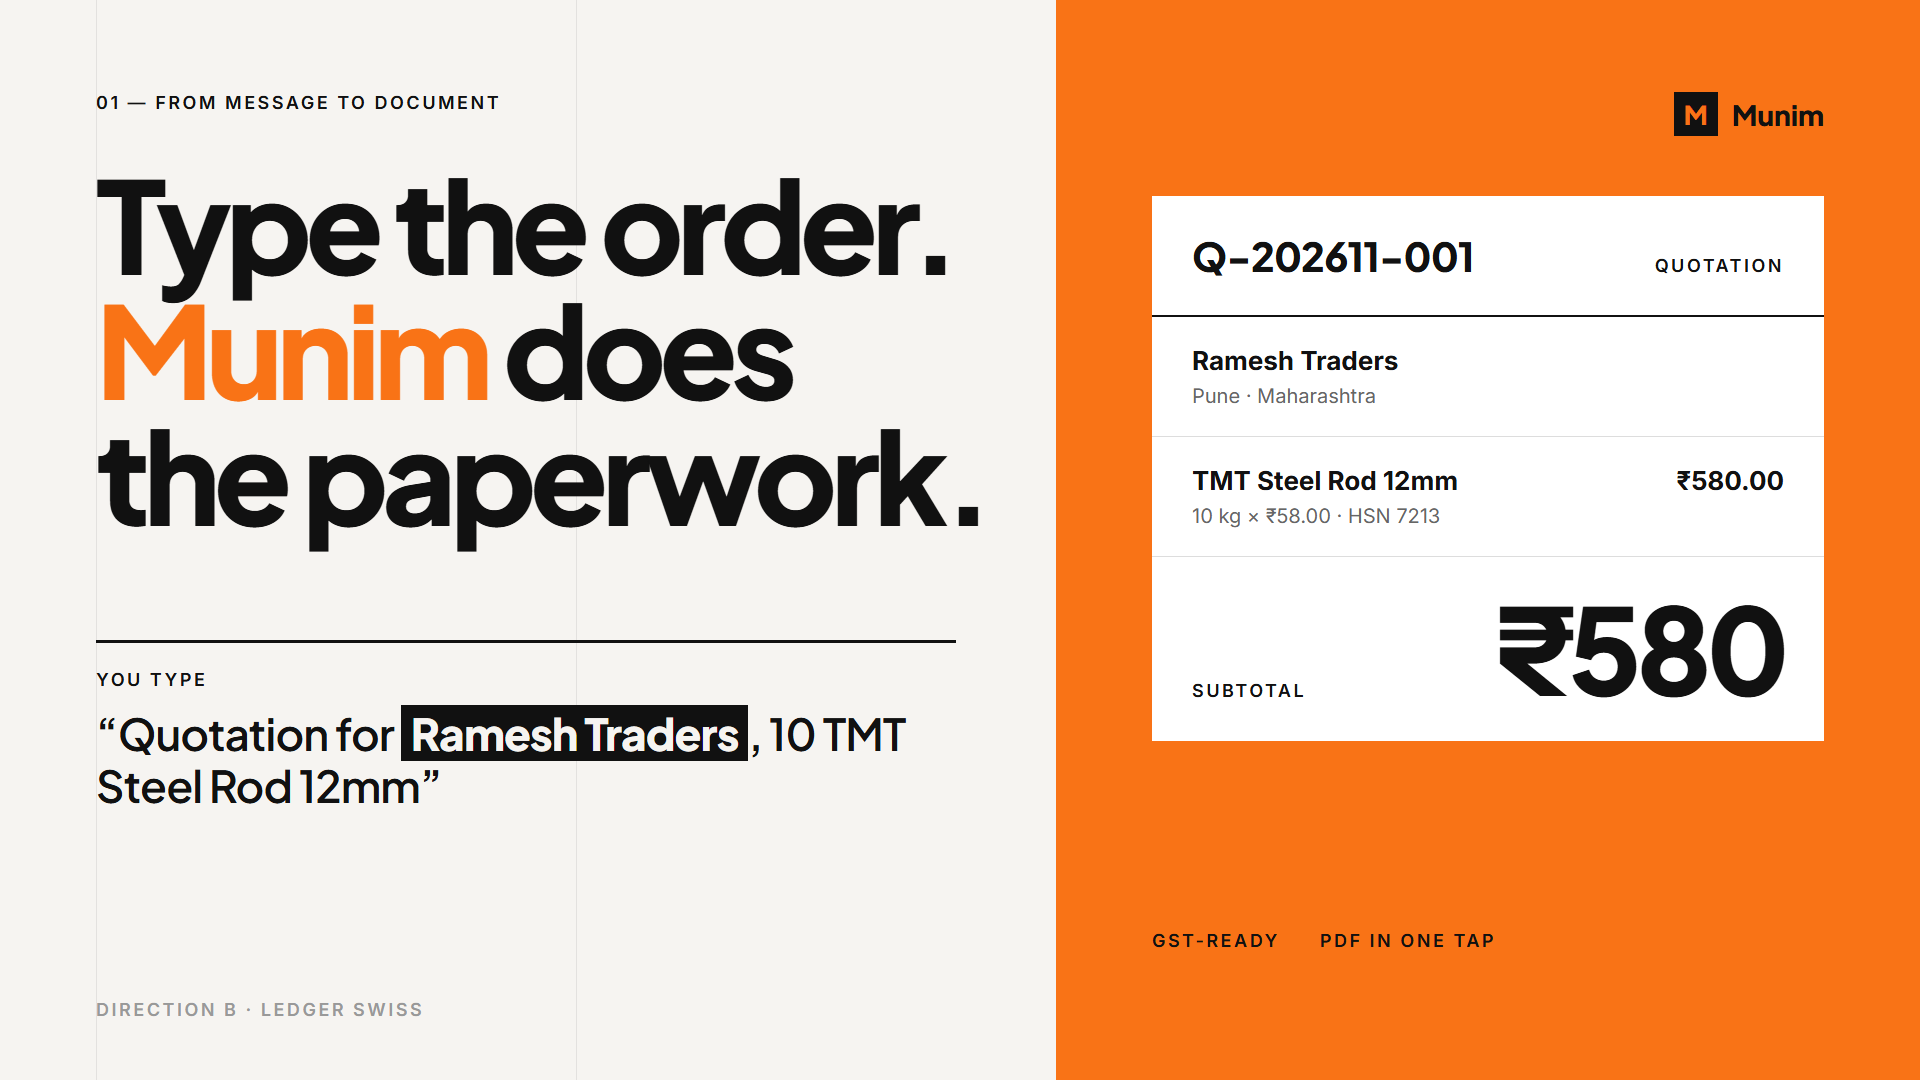 01 — FROM MESSAGE TO DOCUMENT
Type the order.
Munim does
the paperwork.
YOU TYPE
“Quotation for Ramesh Traders, 10 TMT
Steel Rod 12mm”
DIRECTION B · LEDGER SWISS
M Munim
Q-202611-001 QUOTATION
Ramesh Traders
Pune · Maharashtra
TMT Steel Rod 12mm ₹580.00
10 kg × ₹58.00 · HSN 7213
SUBTOTAL ₹580
GST-READY PDF IN ONE TAP